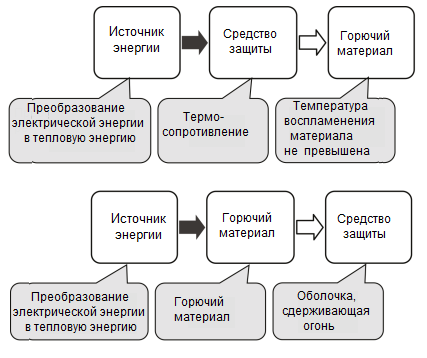 Источник
энергии
Средство
защиты
Горючий
материал
Преобразование
электрической энергии
в тепловую энергию
Термо-
сопротивление
Температура
воспламенения
материала
не превышена
Источник
энергии
Горючий
материал
Средство
защиты
Преобразование
электрической энергии
в тепловую энергию
Горючий
материал
Оболочка,
сдерживающая
огонь